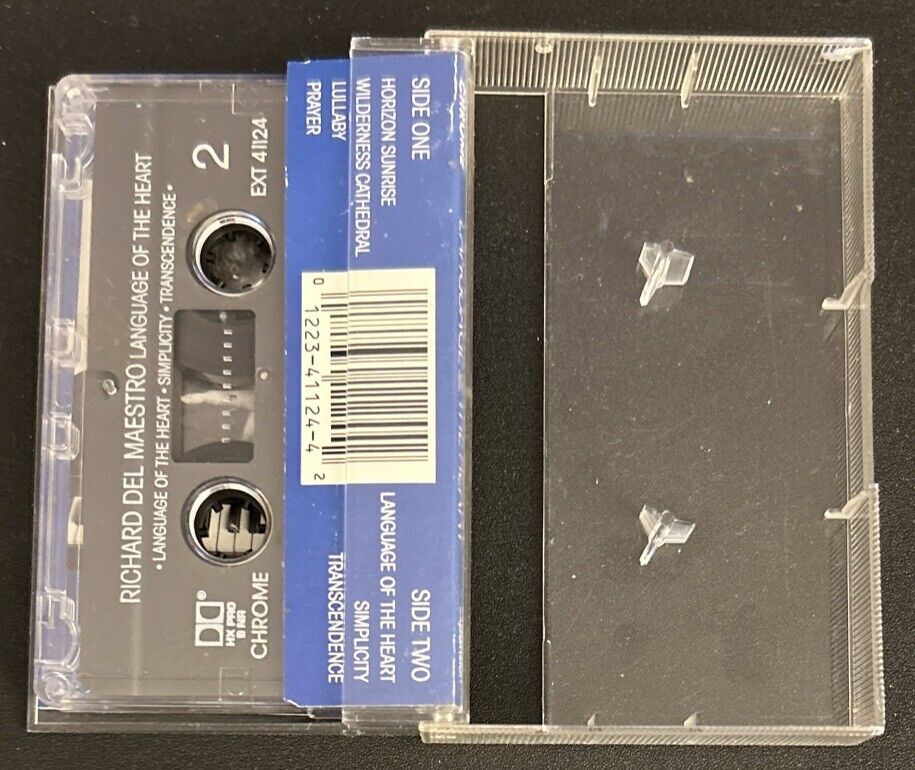 RICHARD DEL MAESTRO LANGUAGE OF THE HEART
• LANGUAGE OF THE HEART • SIMPLICITY • TRANSCENDENCE •
2
EXT 41124
HX PRO
B NR
CHROME
SIDE ONE
HORIZON SUNRISE
WILDERNESS CATHEDRAL
LULLABY
PRAYER
0 1223-41124-4 2
SIDE TWO
LANGUAGE OF THE HEART
SIMPLICITY
TRANSCENDENCE